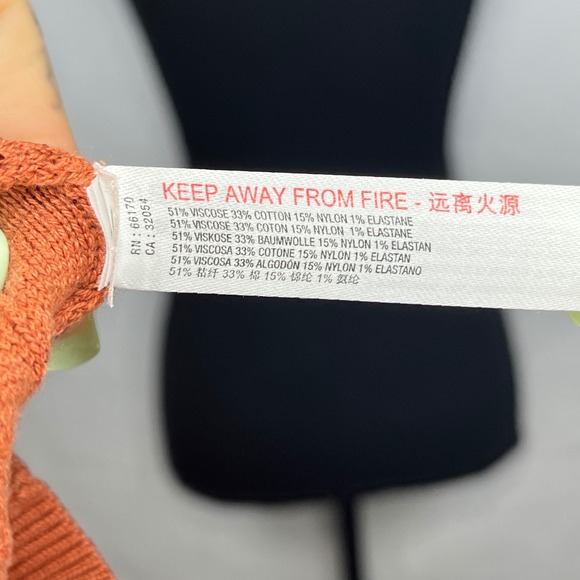 RN : 66170
CA : 32054
KEEP AWAY FROM FIRE - 远离火源
51% VISCOSE 33% COTTON 15% NYLON 1% ELASTANE
51% VISCOSE 33% COTON 15% NYLON 1% ELASTANE
51% VISKOSE 33% BAUMWOLLE 15% NYLON 1% ELASTAN
51% VISCOSA 33% COTONE 15% NYLON 1% ELASTAN
51% VISCOSA 33% ALGODÓN 15% NYLON 1% ELASTANO
51% 粘纤 33% 棉 15% 锦纶 1% 氨纶